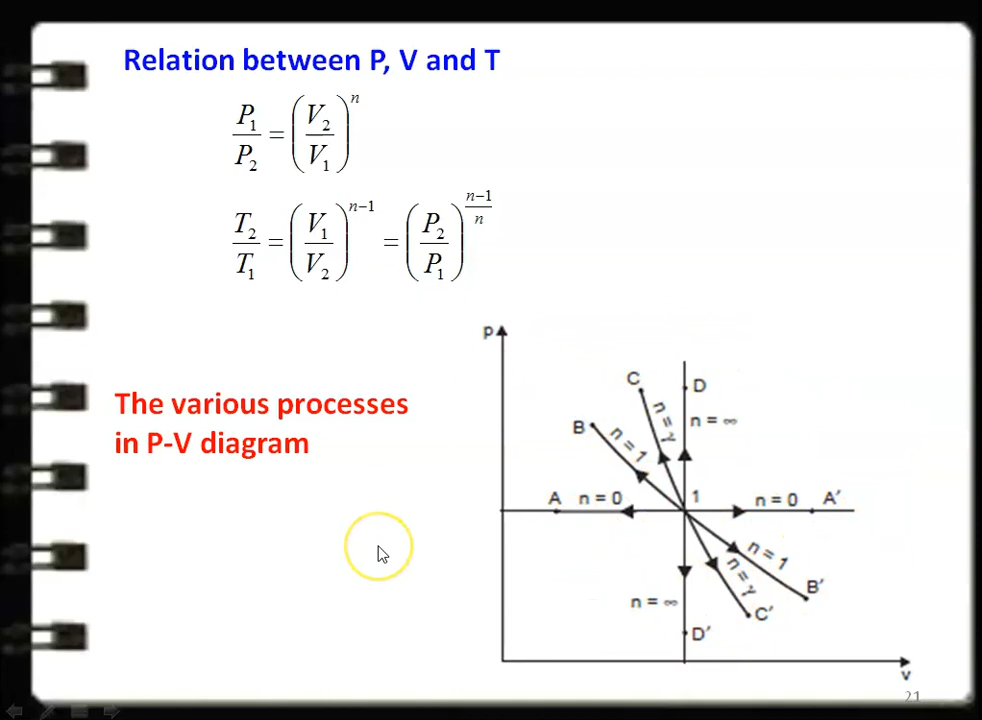 Relation between P, V and T
P₁/P₂ = (V₂/V₁)ⁿ
T₂/T₁ = (V₁/V₂)ⁿ⁻¹ = (P₂/P₁)^((n−1)/n)
The various processes
in P-V diagram
P
C
D
n = γ
n = ∞
B
n = 1
A n = 0
1
n = 0 A′
n = 1
n = γ
B′
n = ∞
C′
D′
v
21